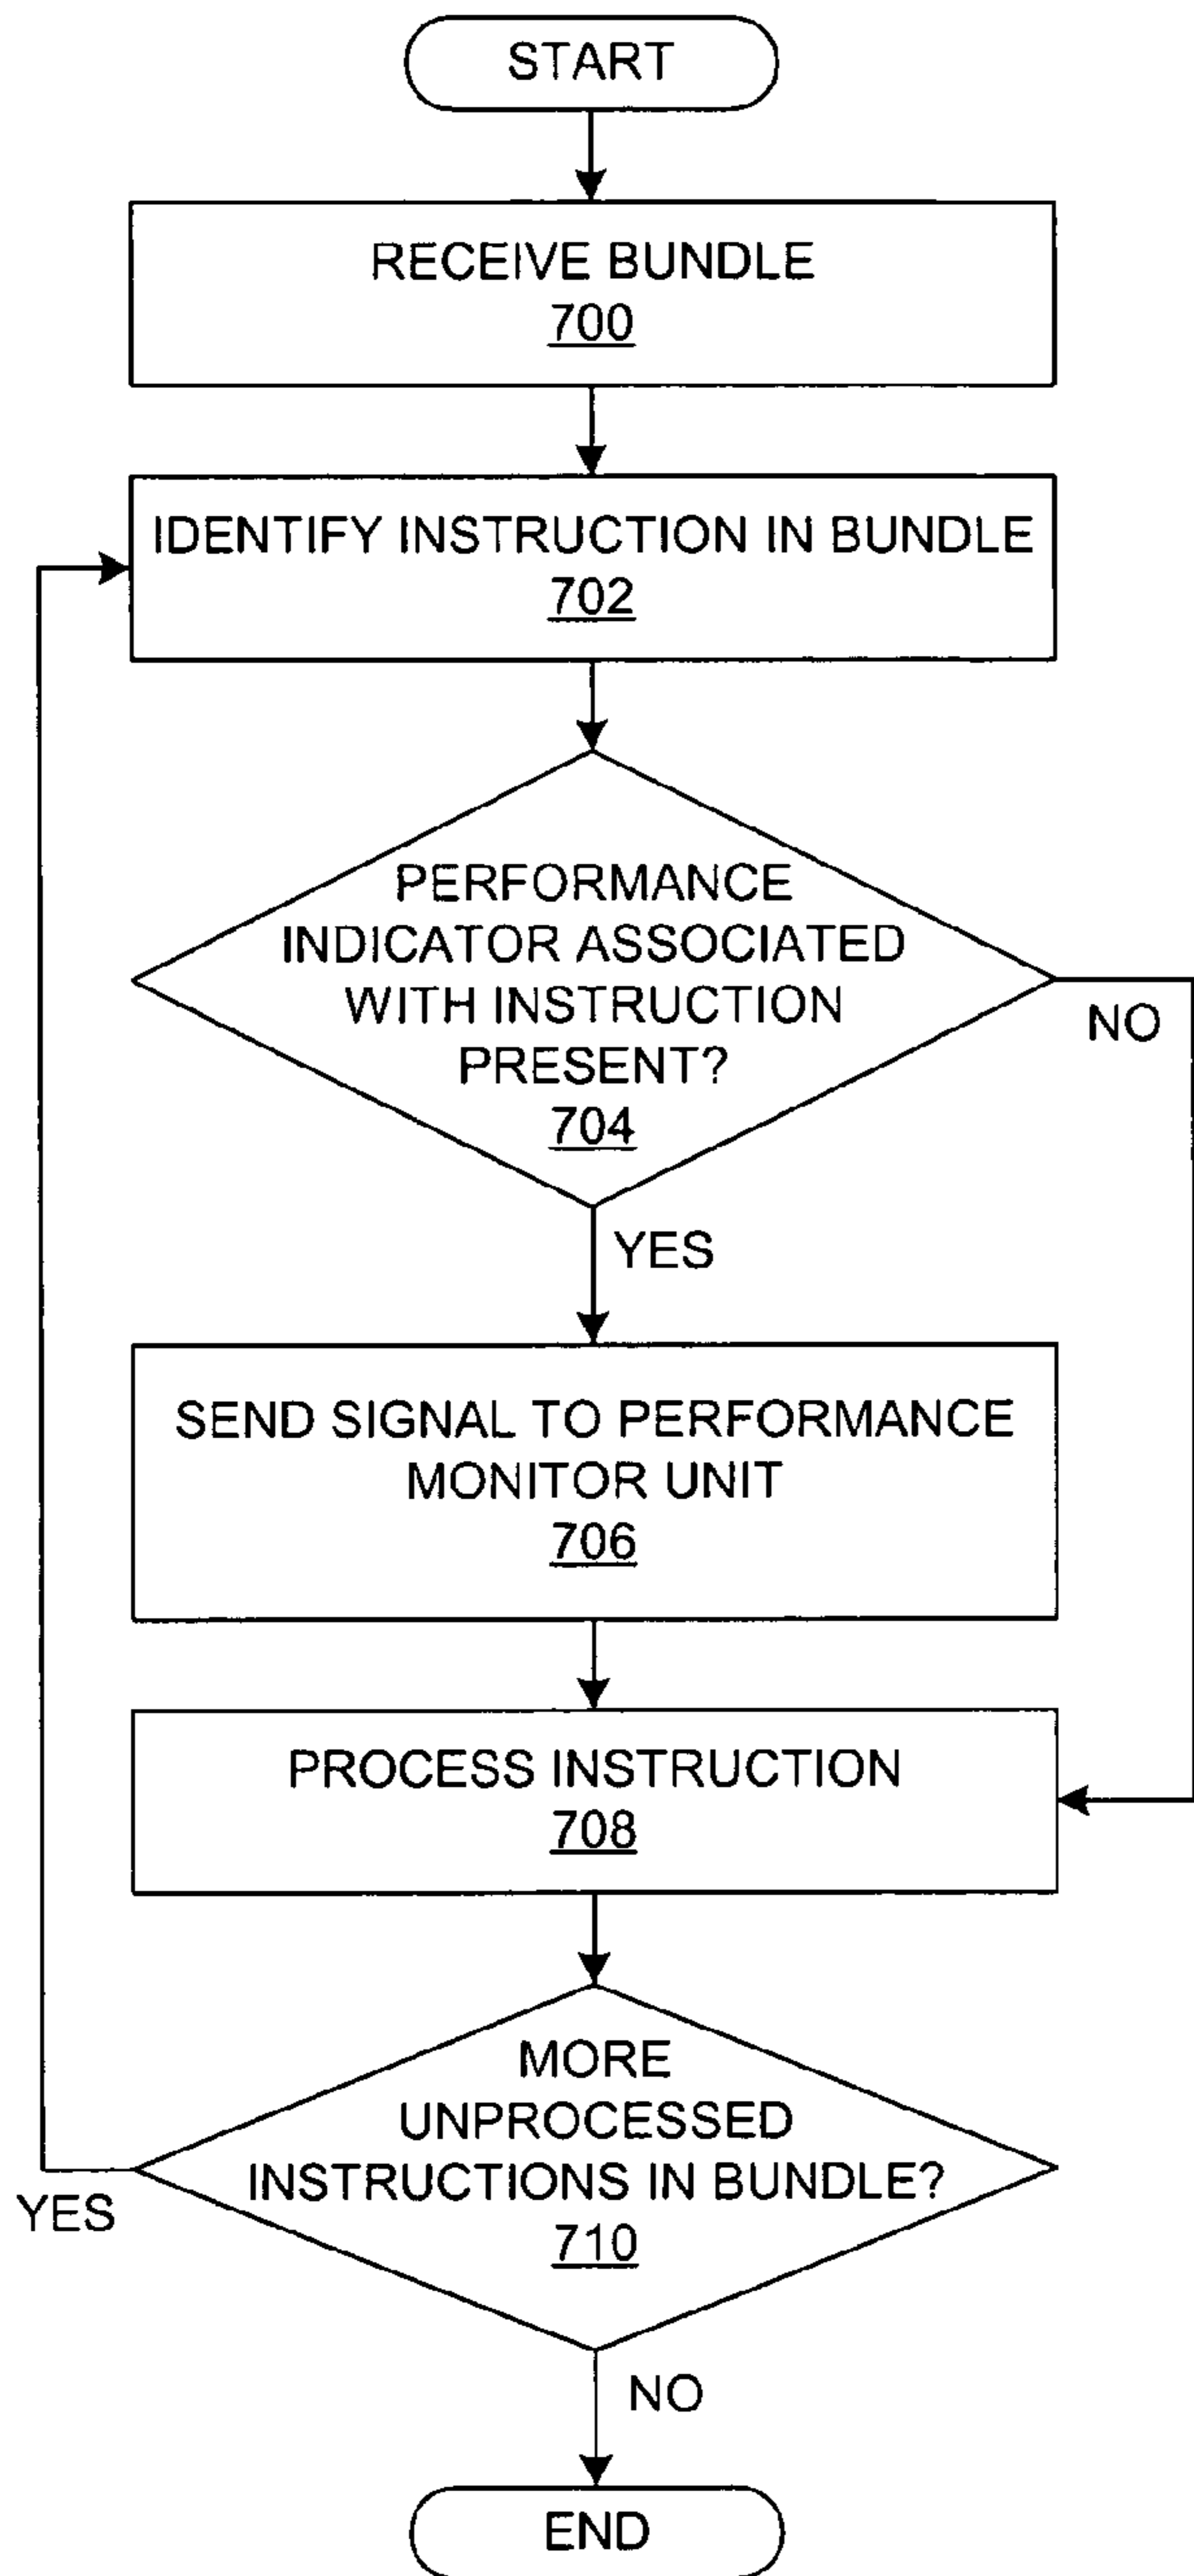 START
RECEIVE BUNDLE
700
IDENTIFY INSTRUCTION IN BUNDLE
702
PERFORMANCE
INDICATOR ASSOCIATED
WITH INSTRUCTION
PRESENT?
704
NO
YES
SEND SIGNAL TO PERFORMANCE
MONITOR UNIT
706
PROCESS INSTRUCTION
708
MORE
UNPROCESSED
INSTRUCTIONS IN BUNDLE?
710
YES
NO
END